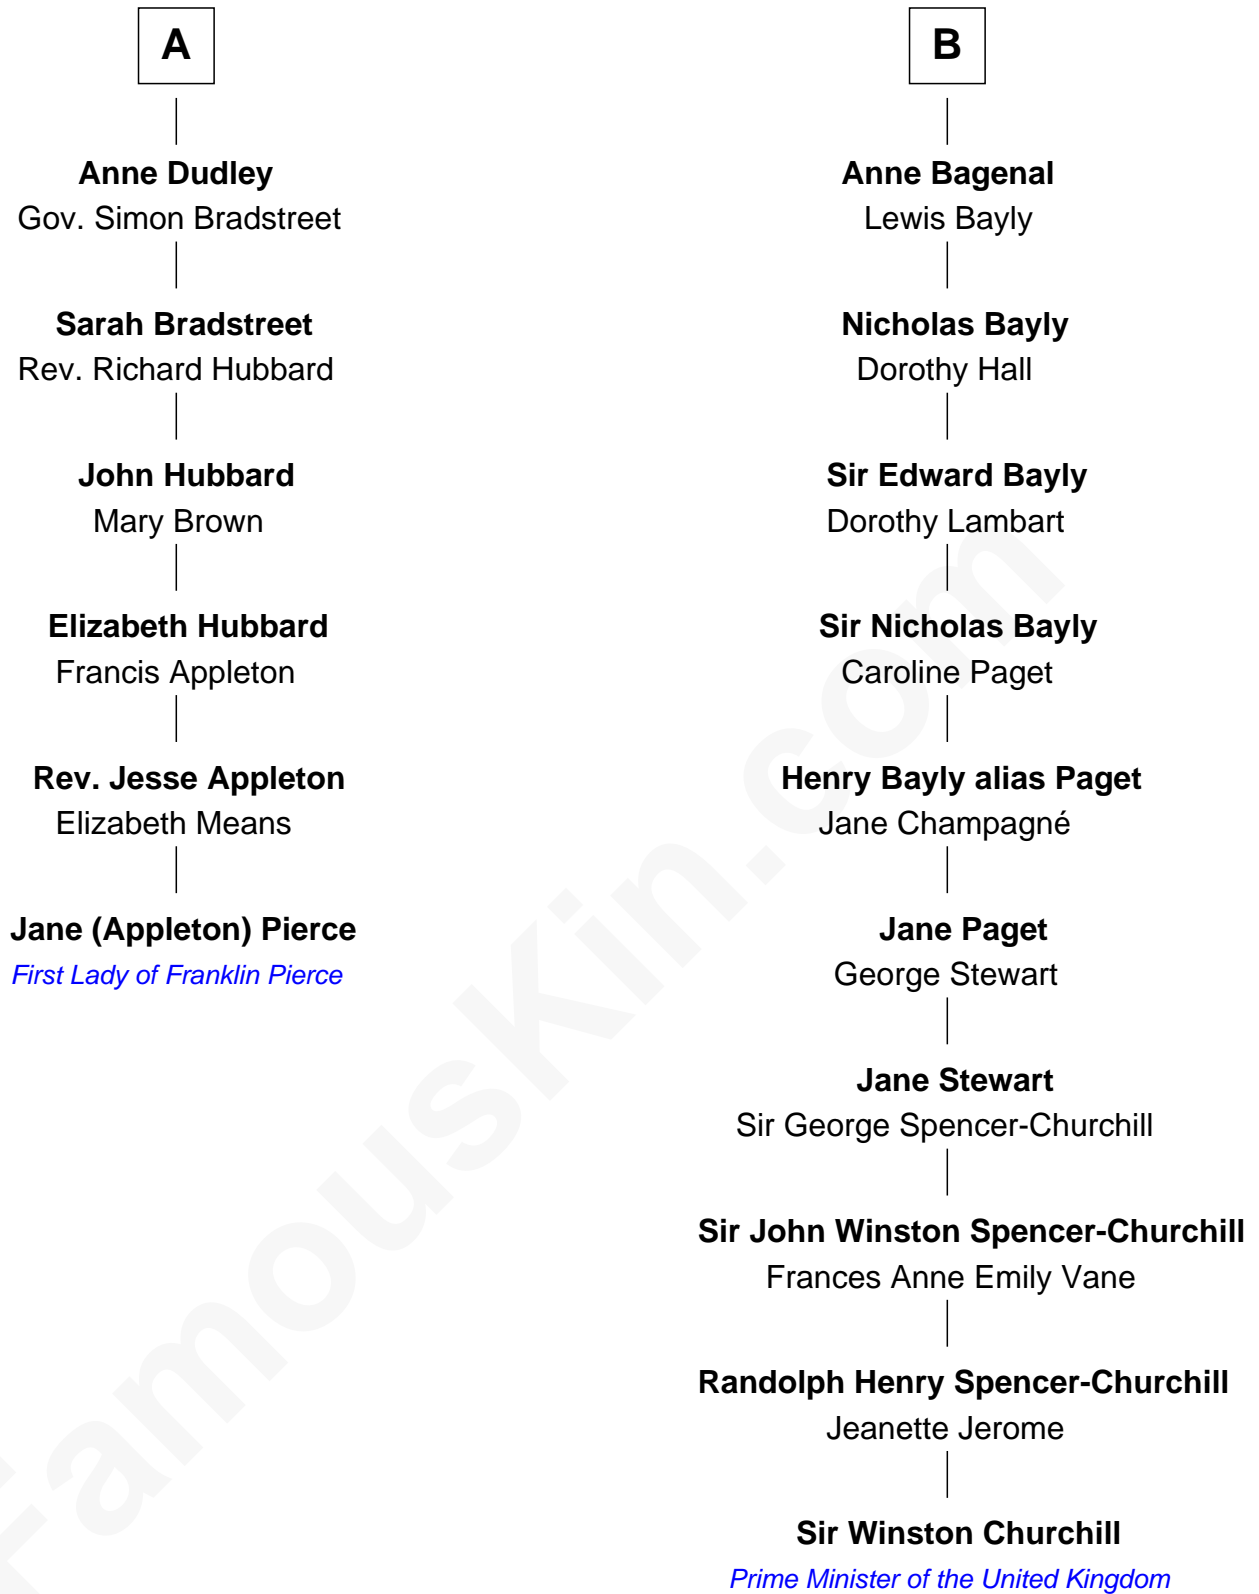 A
Anne Dudley
Gov. Simon Bradstreet
Sarah Bradstreet
Rev. Richard Hubbard
John Hubbard
Mary Brown
Elizabeth Hubbard
Francis Appleton
Rev. Jesse Appleton
Elizabeth Means
Jane (Appleton) Pierce
First Lady of Franklin Pierce
B
Anne Bagenal
Lewis Bayly
Nicholas Bayly
Dorothy Hall
Sir Edward Bayly
Dorothy Lambart
Sir Nicholas Bayly
Caroline Paget
Henry Bayly alias Paget
Jane Champagné
Jane Paget
George Stewart
Jane Stewart
Sir George Spencer-Churchill
Sir John Winston Spencer-Churchill
Frances Anne Emily Vane
Randolph Henry Spencer-Churchill
Jeanette Jerome
Sir Winston Churchill
Prime Minister of the United Kingdom
FamousKin.com